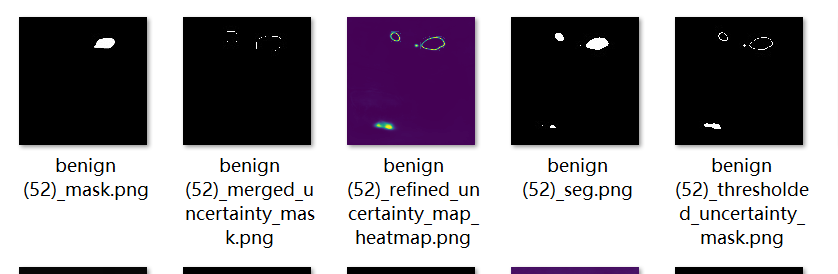 benign
(52)_mask.png
benign
(52)_merged_u
ncertainty_mas
k.png
benign
(52)_refined_un
certainty_map_
heatmap.png
benign
(52)_seg.png
benign
(52)_thresholde
d_uncertainty_
mask.png